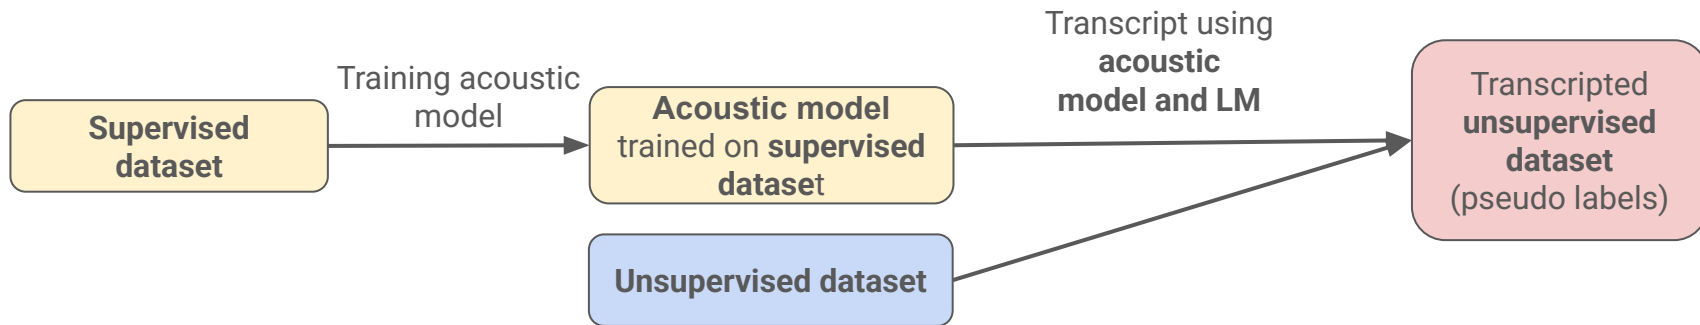 Supervised
dataset
Training acoustic
model
Acoustic model
trained on supervised
dataset
Unsupervised dataset
Transcript using
acoustic
model and LM
Transcripted
unsupervised
dataset
(pseudo labels)